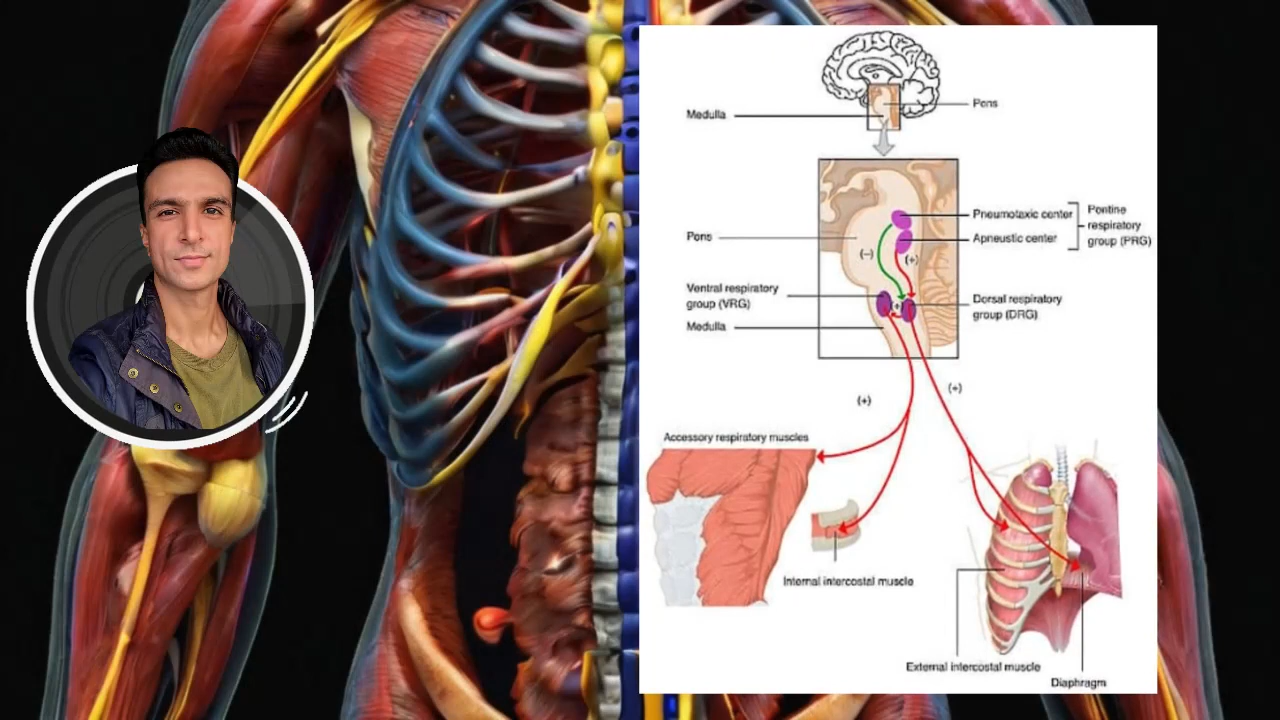 Pons
Medulla
Pneumotaxic center
Apneustic center
Pontine
respiratory
group (PRG)
Pons
(–)
(+)
Ventral respiratory
group (VRG)
Medulla
(+)
Dorsal respiratory
group (DRG)
(+)
(+)
Accessory respiratory muscles
Internal intercostal muscle
External intercostal muscle
Diaphragm